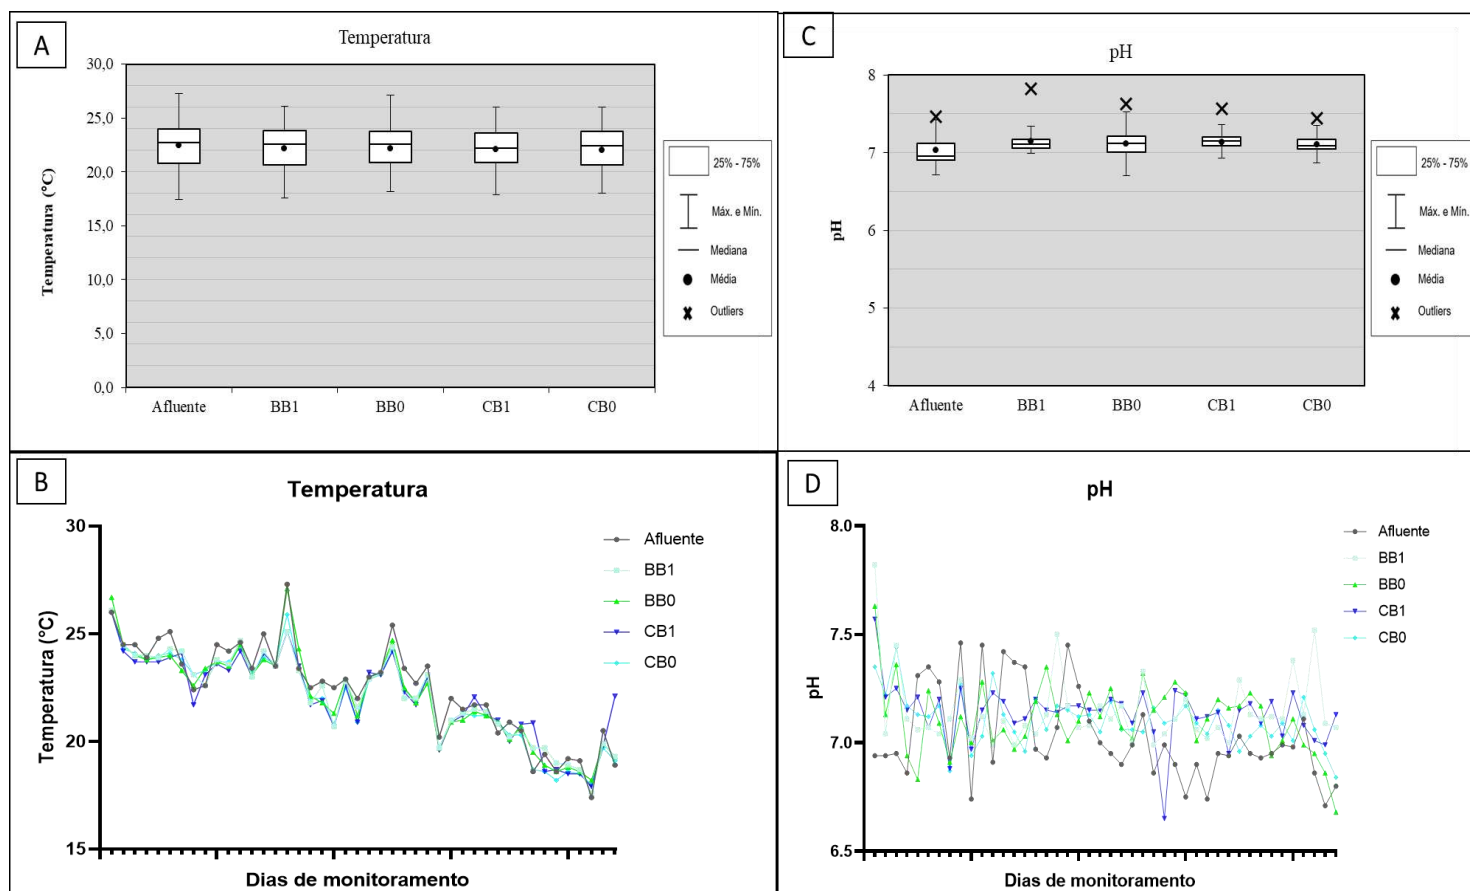 A
Temperatura
30,0
25,0
20,0
15,0
10,0
5,0
0,0
Temperatura (°C)
Afluente BB1 BB0 CB1 CB0
25% - 75%
Máx. e Mín.
Mediana
Média
Outliers
C
pH
8
7
6
5
4
pH
Afluente BB1 BB0 CB1 CB0
25% - 75%
Máx. e Mín.
Mediana
Média
Outliers
B
Temperatura
30
25
20
15
Temperatura (°C)
Dias de monitoramento
Afluente
BB1
BB0
CB1
CB0
D
pH
8.0
7.5
7.0
6.5
pH
Dias de monitoramento
Afluente
BB1
BB0
CB1
CB0